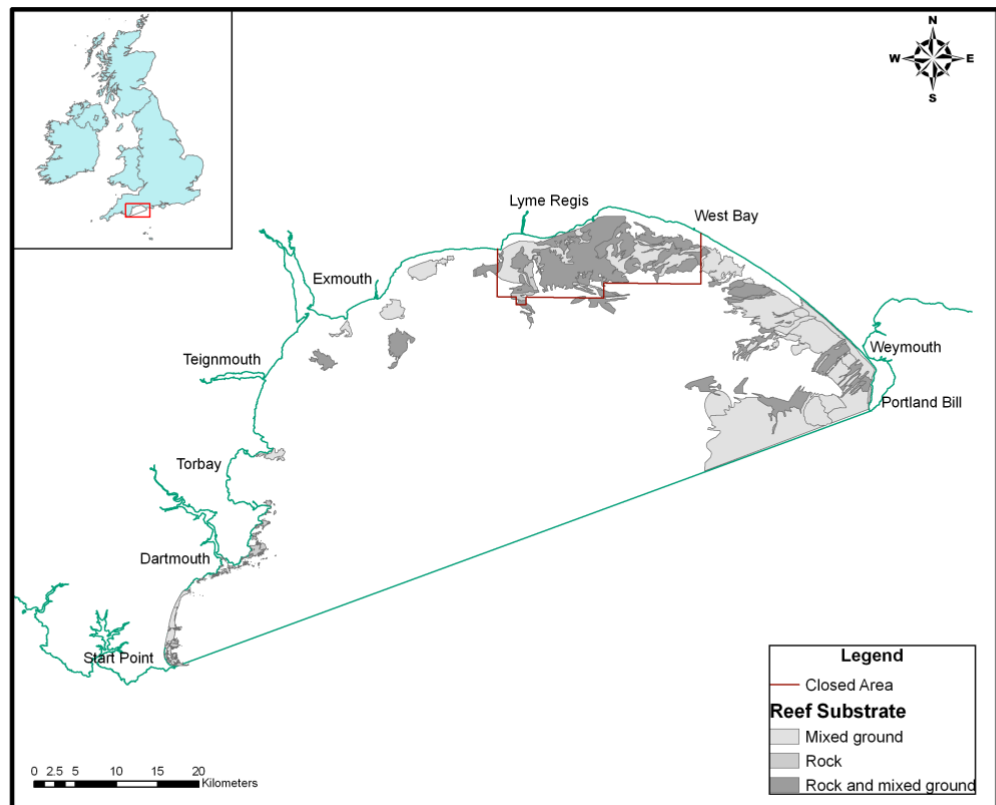 N
W E
S
Lyme Regis
West Bay
Exmouth
Teignmouth
Weymouth
Portland Bill
Torbay
Dartmouth
Start Point
Legend
Closed Area
Reef Substrate
Mixed ground
Rock
Rock and mixed ground
0 2.5 5 10 15 20
Kilometers